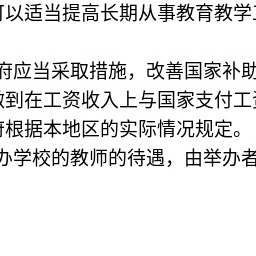 可以适当提高长期从事教育教学
府应当采取措施，改善国家补助
做到在工资收入上与国家支付工资
府根据本地区的实际情况规定。
办学校的教师的待遇，由举办者